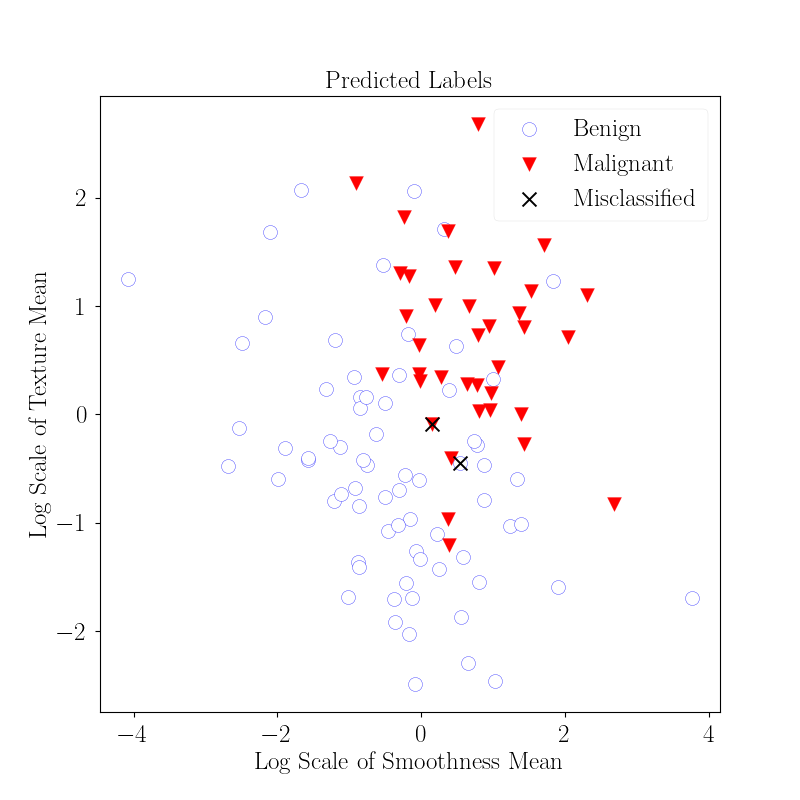 Predicted Labels
Benign
Malignant
Misclassified
2
1
0
−1
−2
Log Scale of Texture Mean
−4
−2
0
2
4
Log Scale of Smoothness Mean